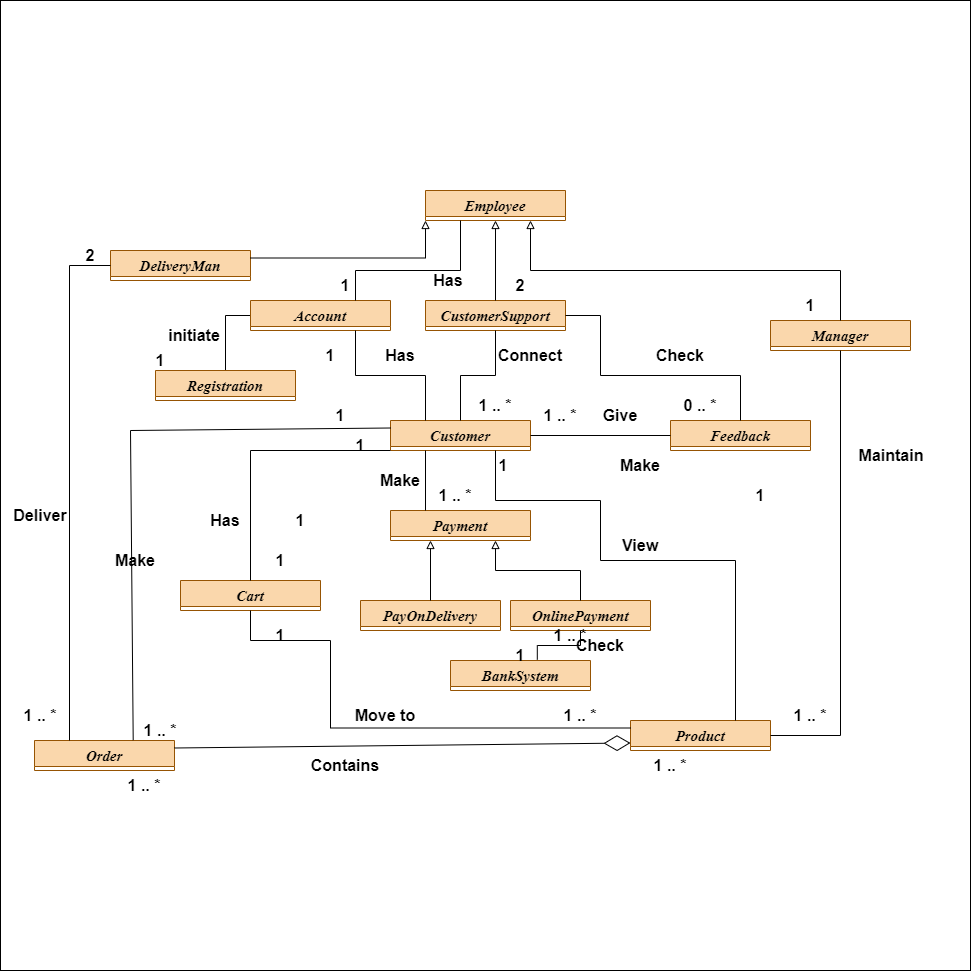 Employee
2
DeliveryMan
Has
1
2
Account
CustomerSupport
1
Manager
initiate
1
Registration
1
Has
Connect
Check
1
1 .. *
1 .. *
Give
0 .. *
Customer
Feedback
1
1
Make
Maintain
Make
1 .. *
1
Deliver
Has
1
Payment
View
Make
1
Cart
PayOnDelivery
OnlinePayment
1
1 .. *
Check
1
BankSystem
1 .. *
1 .. *
Move to
1 .. *
1 .. *
Order
Product
Contains
1 .. *
1 .. *